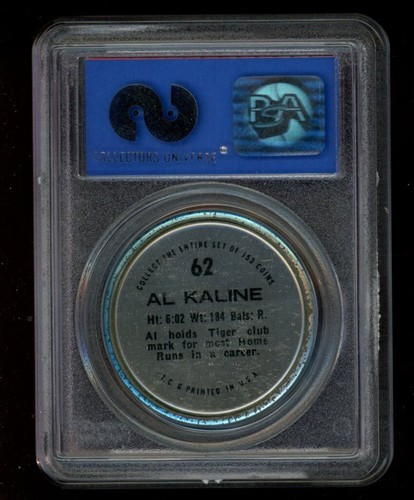 PSA
COLLECTORS UNIVERSE
COLLECT THE ENTIRE SET OF 153 COINS
62
AL KALINE
Ht: 6:02 Wt: 184 Bats: R.
Al holds Tiger club
mark for most Home
Runs in a career.
T.C.G PRINTED IN U.S.A.